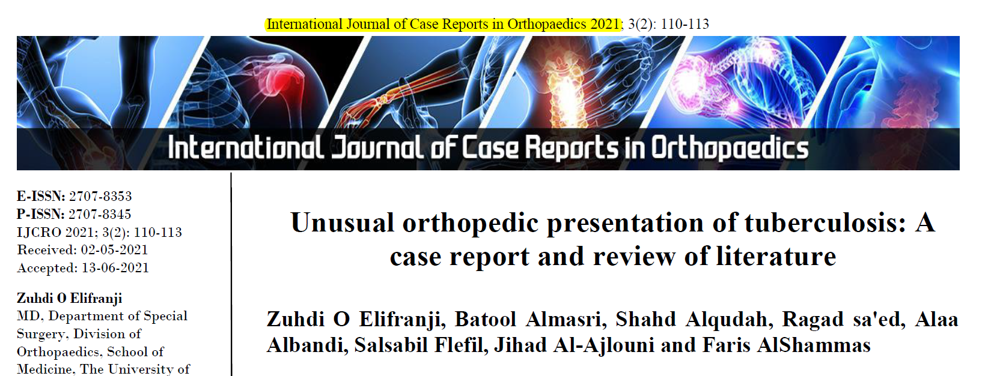 International Journal of Case Reports in Orthopaedics 2021; 3(2): 110-113
International Journal of Case Reports in Orthopaedics
E-ISSN: 2707-8353
P-ISSN: 2707-8345
IJCRO 2021; 3(2): 110-113
Received: 02-05-2021
Accepted: 13-06-2021
Zuhdi O Elifranji
MD, Department of Special
Surgery, Division of
Orthopaedics, School of
Medicine, The University of
Unusual orthopedic presentation of tuberculosis: A
case report and review of literature
Zuhdi O Elifranji, Batool Almasri, Shahd Alqudah, Ragad sa'ed, Alaa
Albandi, Salsabil Flefil, Jihad Al-Ajlouni and Faris AlShammas